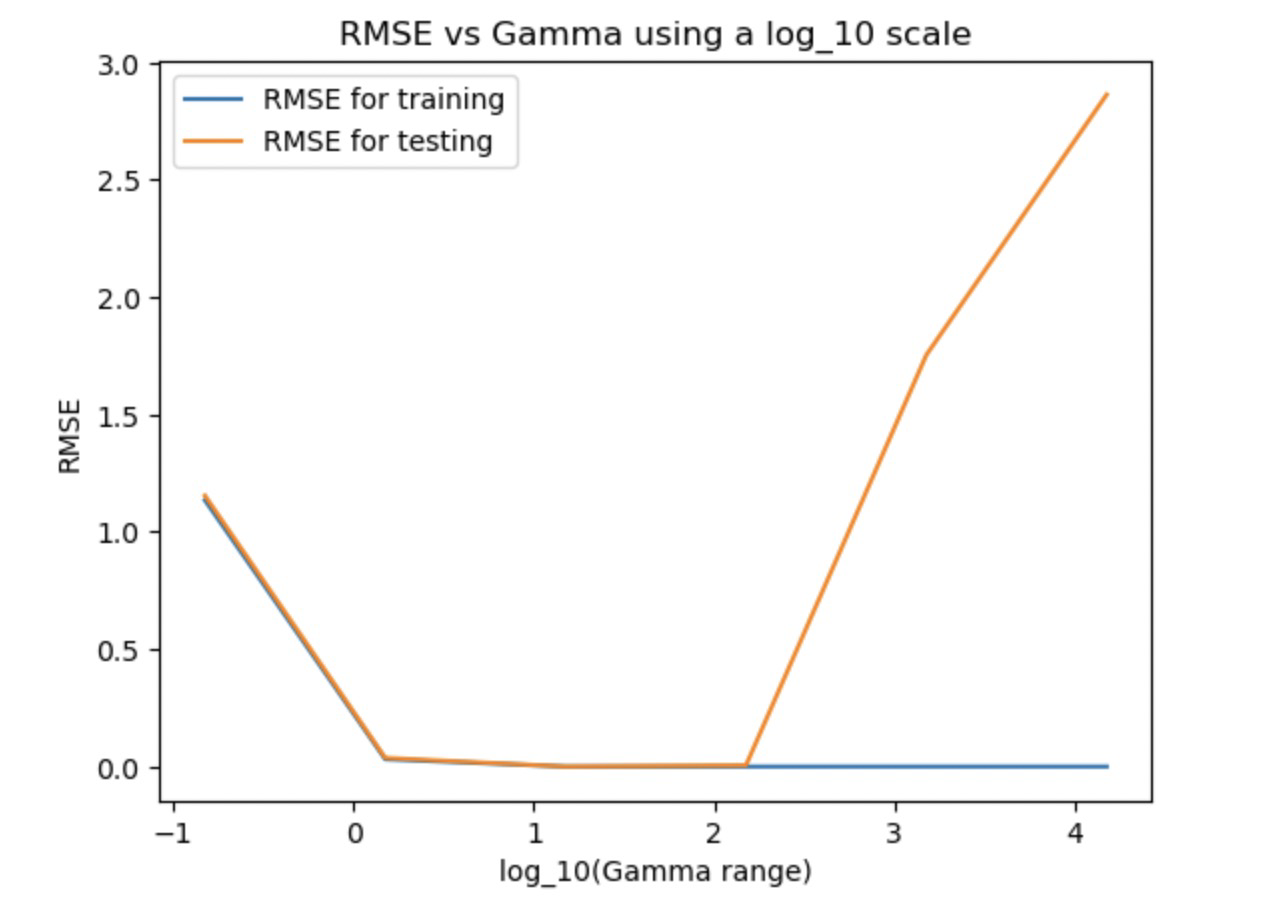 RMSE vs Gamma using a log_10 scale
3.0
RMSE for training
RMSE for testing
2.5
2.0
1.5
RMSE
1.0
0.5
0.0
−1 0 1 2 3 4
log_10(Gamma range)